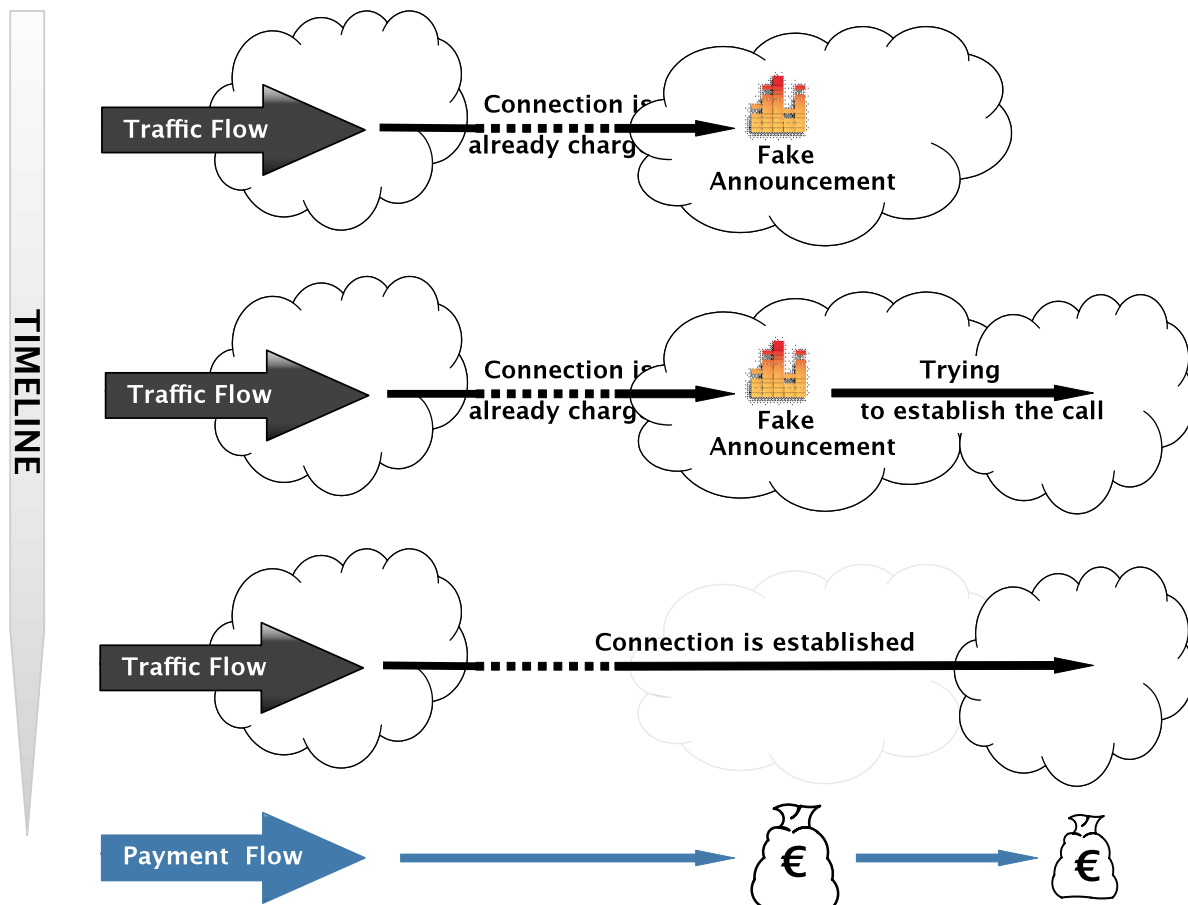 TIMELINE
Traffic Flow
Connection is
already charg
Fake
Announcement
Traffic Flow
Connection is
already charg
Fake
Announcement
Trying
to establish the call
Traffic Flow
Connection is established
Payment Flow
€
€